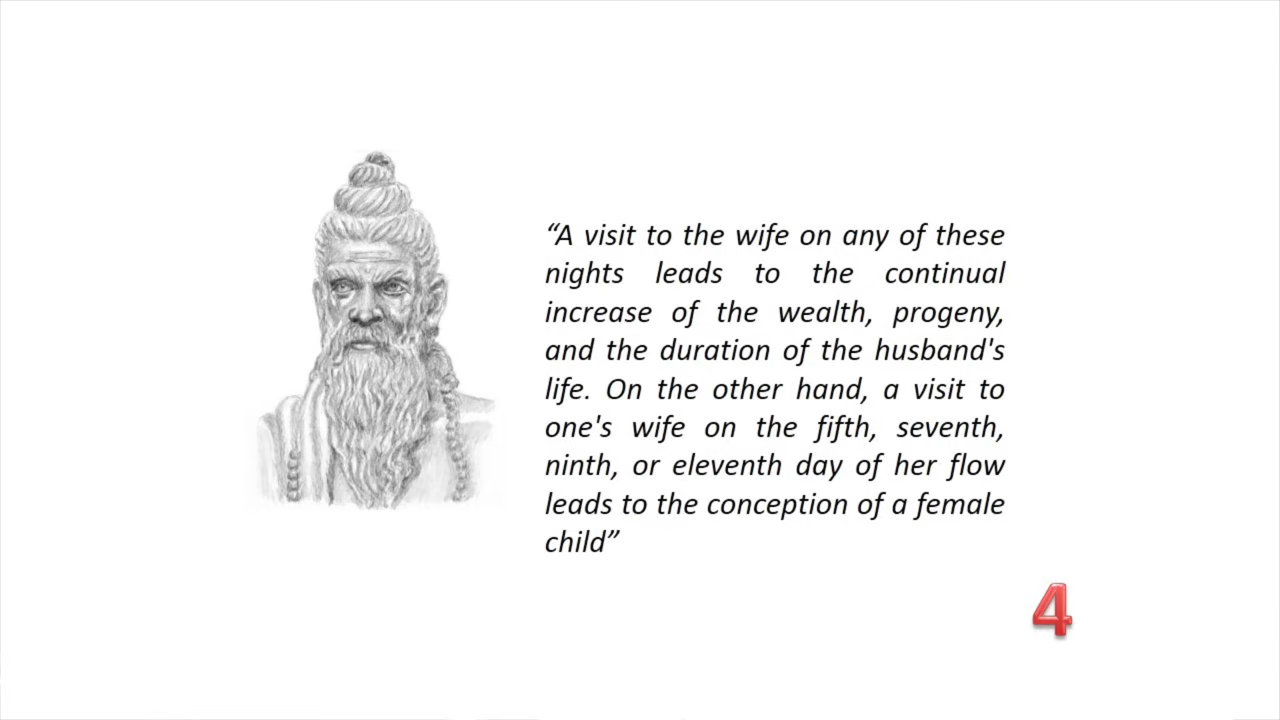 “A visit to the wife on any of these
nights leads to the continual
increase of the wealth, progeny,
and the duration of the husband's
life. On the other hand, a visit to
one's wife on the fifth, seventh,
ninth, or eleventh day of her flow
leads to the conception of a female
child”
4